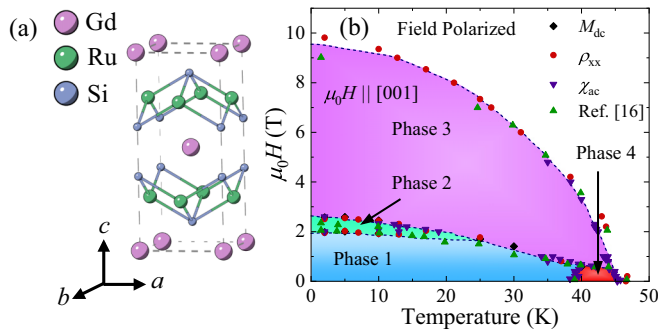 (a)
Gd
Ru
Si
c
b
a
(b)
Field Polarized
M_dc
ρ_xx
χ_ac
Ref. [16]
μ₀H || [001]
Phase 3
Phase 4
Phase 2
Phase 1
μ₀H (T)
10
8
6
4
2
0
0 10 20 30 40 50
Temperature (K)